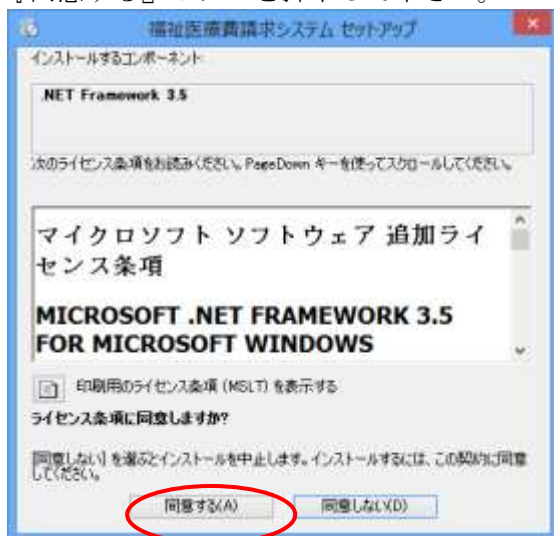 福祉医療費請求システム セットアップ
インストールするコンポーネント:
.NET Framework 3.5
次のライセンス条項をお読みください。PageDown キーを使ってスクロールしてください。
マイクロソフト ソフトウェア 追加ライ
センス条項
MICROSOFT .NET FRAMEWORK 3.5
FOR MICROSOFT WINDOWS
印刷用のライセンス条項 (MSLT) を表示する
ライセンス条項に同意しますか?
[同意しない] を選ぶとインストールを中止します。インストールするには、この契約に同意
してください。
同意する(A)
同意しない(D)